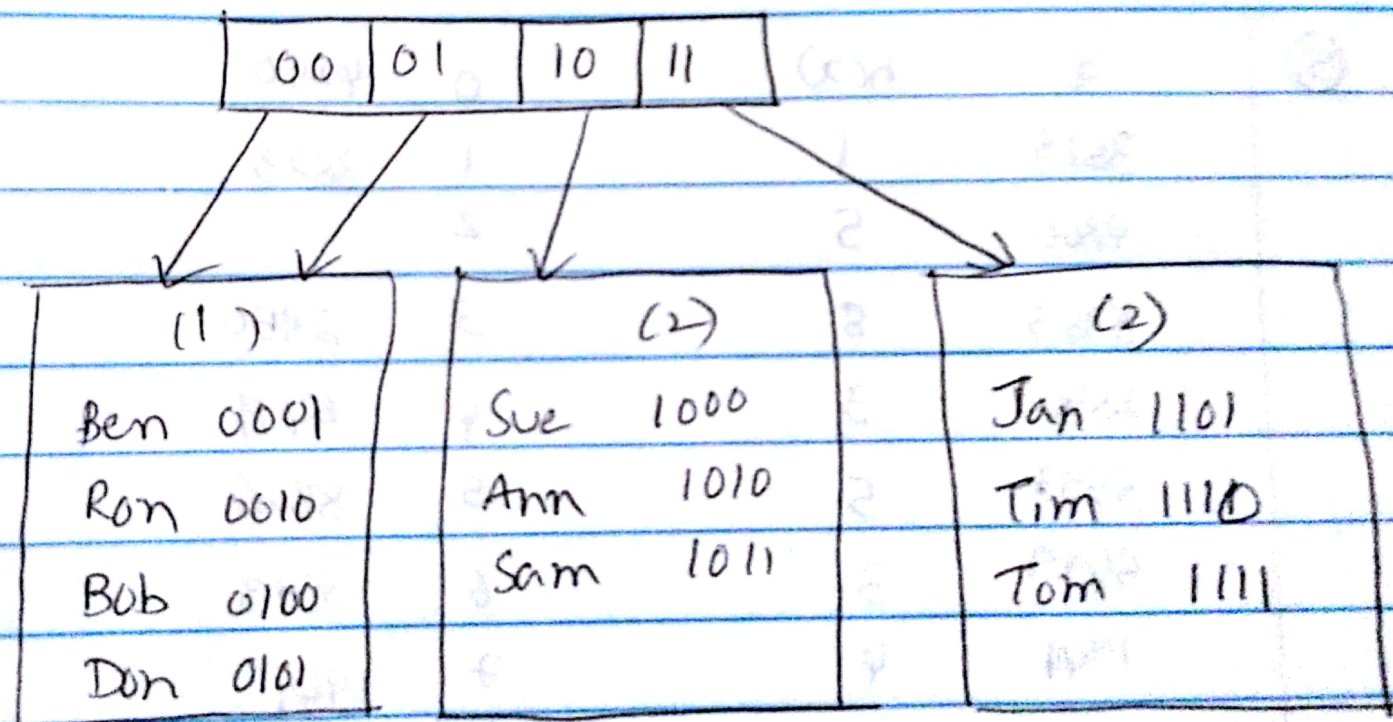 00 01 10 11
(1)
Ben 0001
Ron 0010
Bob 0100
Don 0101
(2)
Sue 1000
Ann 1010
Sam 1011
(2)
Jan 1101
Tim 1110
Tom 1111